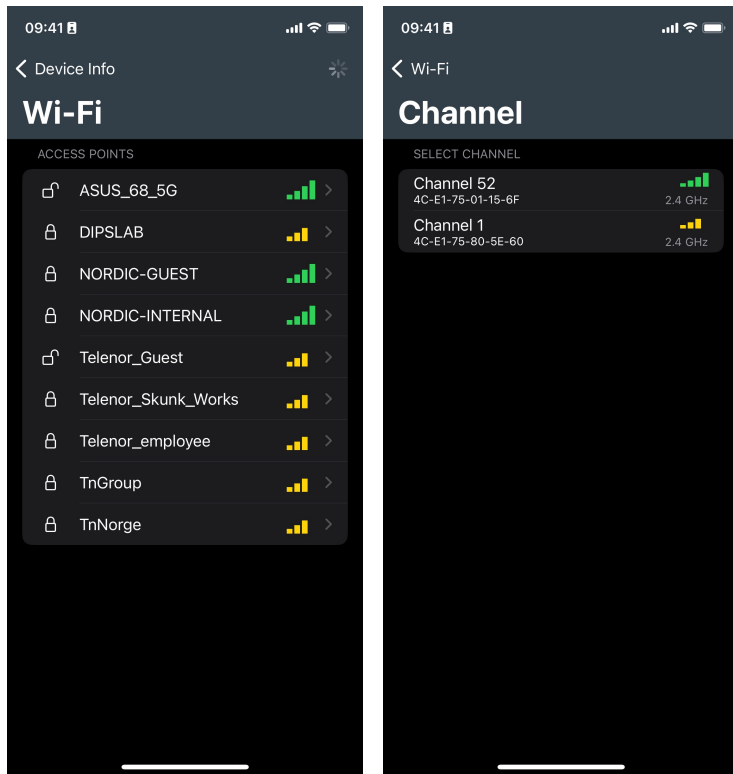 09:41
Device Info
Wi-Fi
ACCESS POINTS
ASUS_68_5G
DIPSLAB
NORDIC-GUEST
NORDIC-INTERNAL
Telenor_Guest
Telenor_Skunk_Works
Telenor_employee
TnGroup
TnNorge
09:41
Wi-Fi
Channel
SELECT CHANNEL
Channel 52
4C-E1-75-01-15-6F
2.4 GHz
Channel 1
4C-E1-75-80-5E-60
2.4 GHz